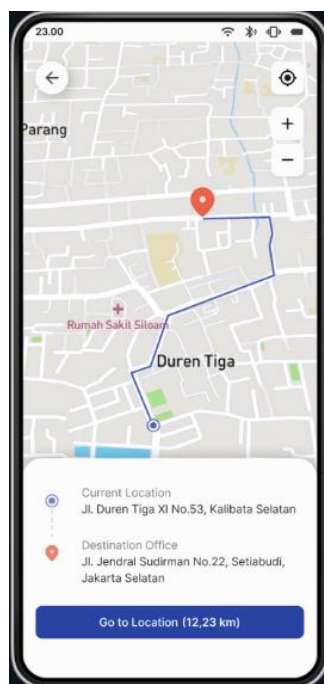 23.00
Parang
+
−
Rumah Sakit Siloam
Duren Tiga
Current Location
Jl. Duren Tiga XI No.53, Kalibata Selatan
Destination Office
Jl. Jendral Sudirman No.22, Setiabudi,
Jakarta Selatan
Go to Location (12,23 km)